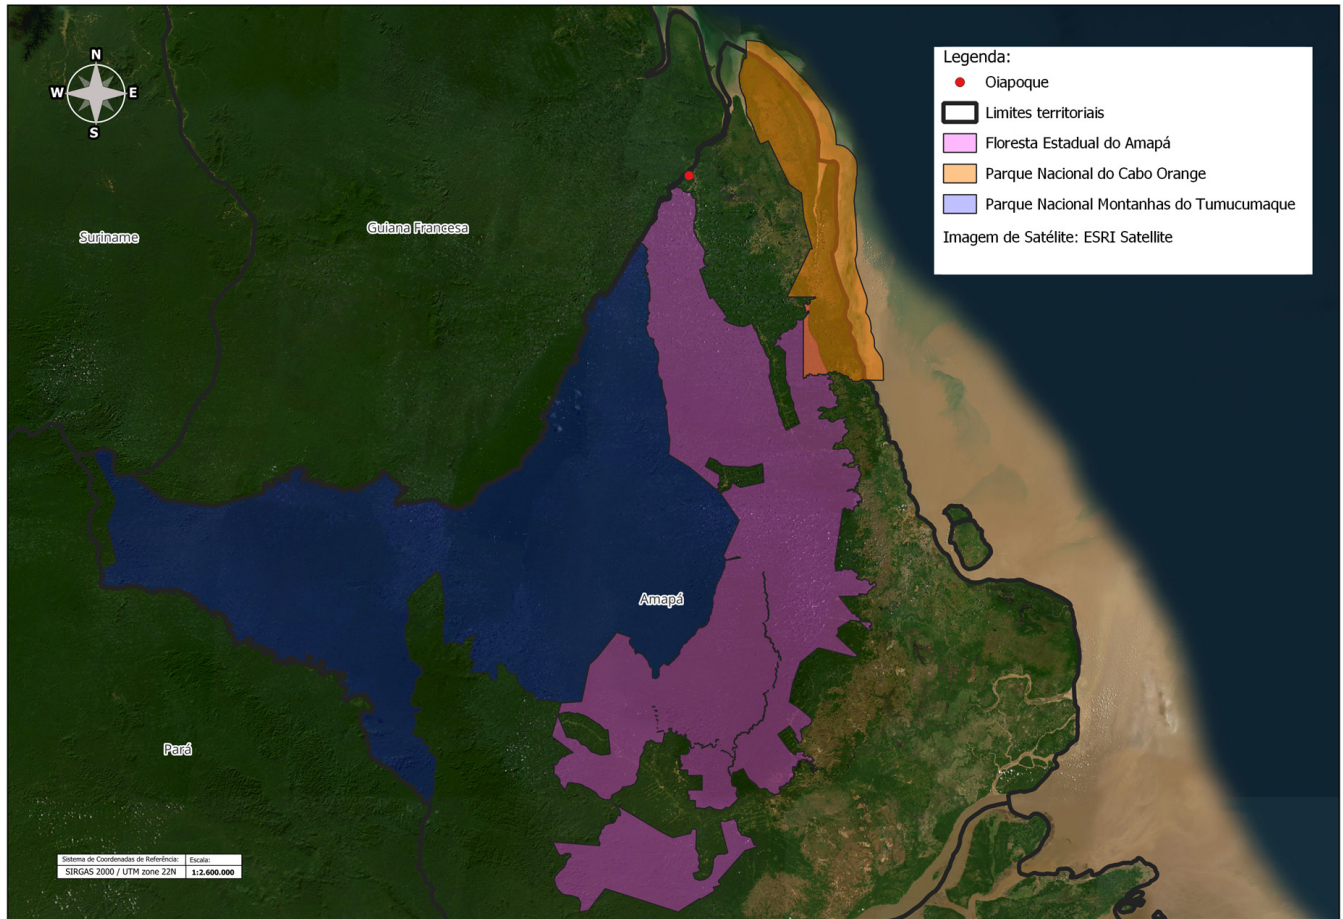 N
W E
S
Legenda:
Oiapoque
Limites territoriais
Floresta Estadual do Amapá
Parque Nacional do Cabo Orange
Parque Nacional Montanhas do Tumucumaque
Imagem de Satélite: ESRI Satellite
Suriname
Guiana Francesa
Amapá
Pará
Sistema de Coordenadas de Referência: Escala:
SIRGAS 2000 / UTM zone 22N 1:2.600.000